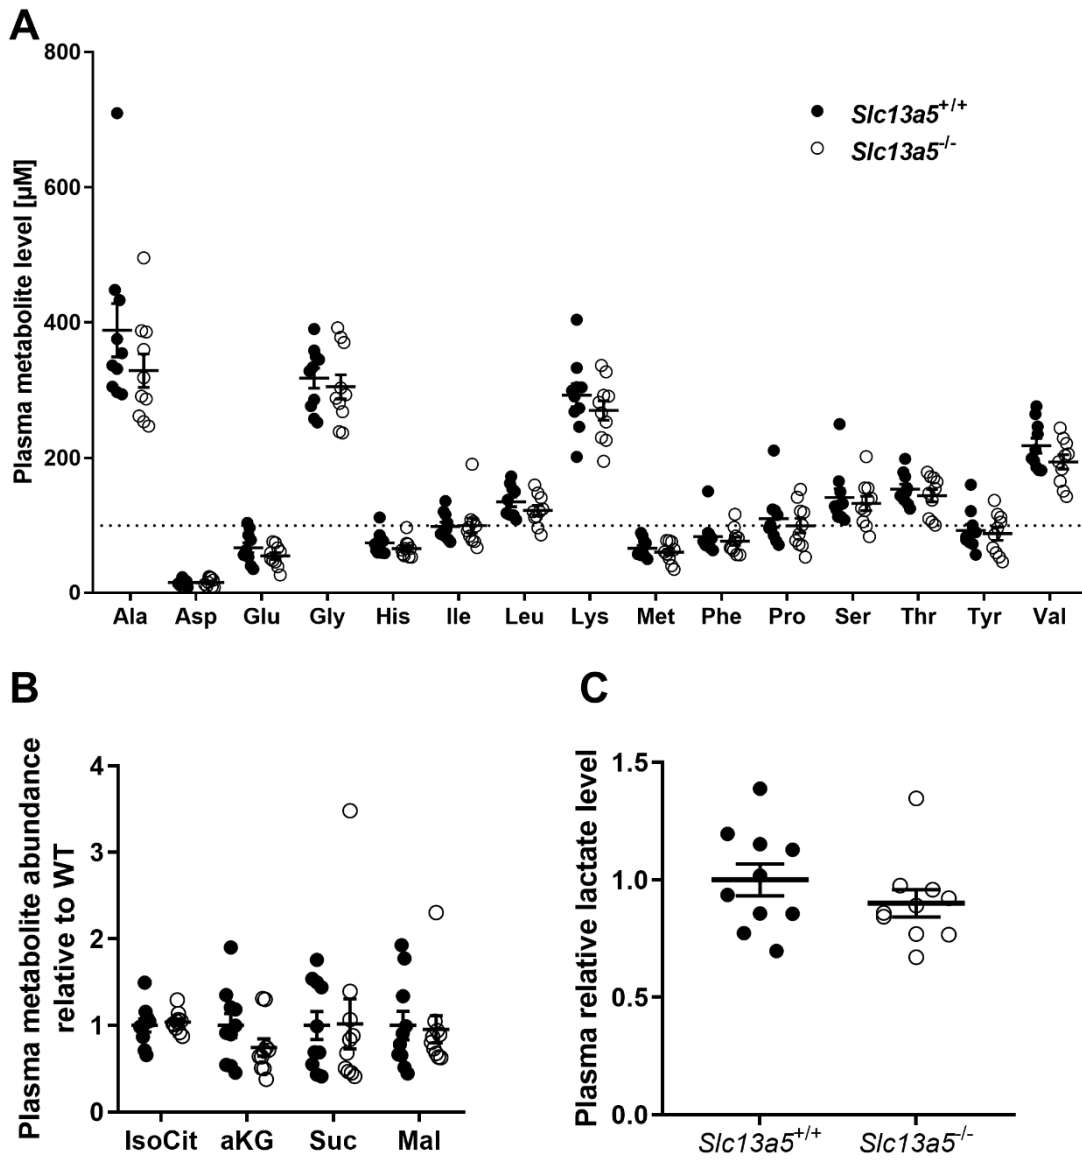 A
800
600
400
200
0
Plasma metabolite level [µM]
Slc13a5+/+
Slc13a5-/-
Ala Asp Glu Gly His Ile Leu Lys Met Phe Pro Ser Thr Tyr Val
B
Plasma metabolite abundance
relative to WT
4
3
2
1
0
IsoCit aKG Suc Mal
C
Plasma relative lactate level
1.5
1.0
0.5
0.0
Slc13a5+/+ Slc13a5-/-